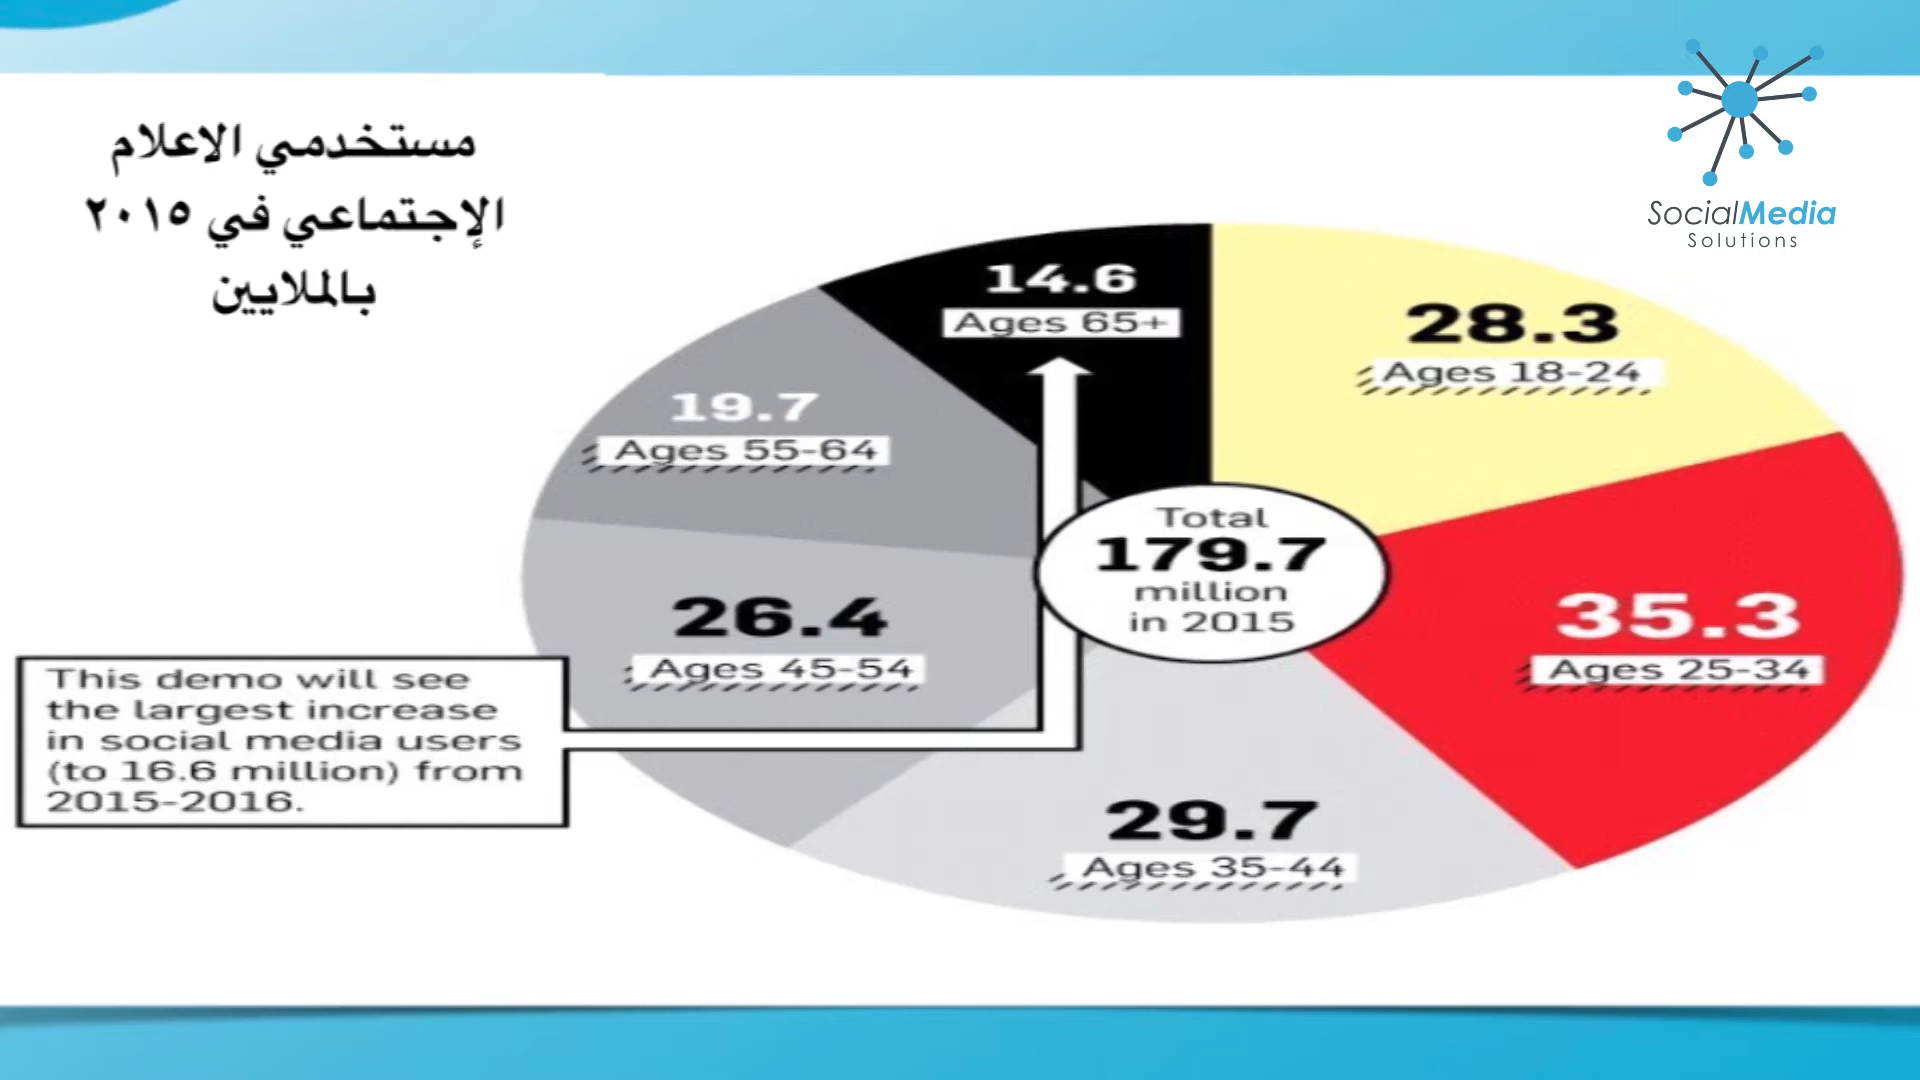 مستخدمي الاعلام
الإجتماعي في ٢٠١٥
بالملايين
SocialMedia
Solutions
14.6
Ages 65+
28.3
Ages 18-24
19.7
Ages 55-64
Total
179.7
million
in 2015
26.4
Ages 45-54
35.3
Ages 25-34
This demo will see
the largest increase
in social media users
(to 16.6 million) from
2015-2016.
29.7
Ages 35-44